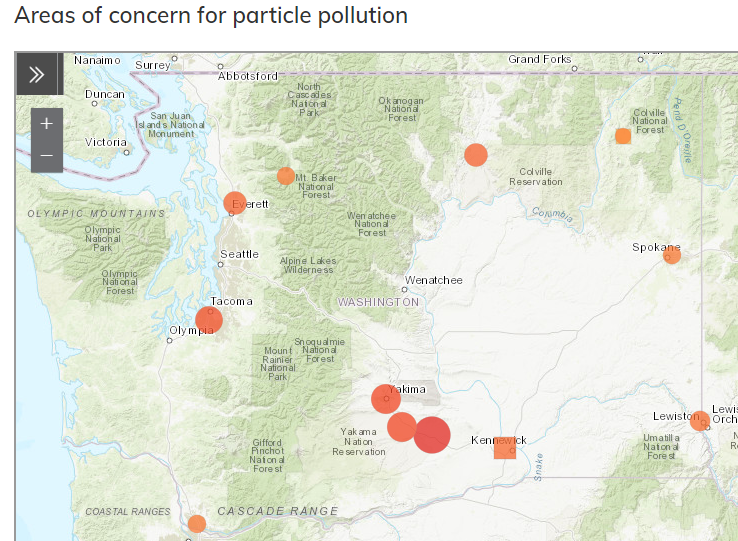 Areas of concern for particle pollution
Nanaimo
Surrey
Abbotsford
Grand Forks
Duncan
San Juan
Islands National
Monument
Victoria
North
Cascades
National
Park
Okanogan
National
Forest
Colville
National
Forest
Pend O'Oreille
Colville
Reservation
Mt. Baker
National
Forest
Everett
OLYMPIC MOUNTAINS
Olympic
National
Park
Wenatchee
National
Forest
Columbia
Spokane
Seattle
Alpine Lakes
Wilderness
Olympic
National
Forest
Wenatchee
Tacoma
WASHINGTON
Olympia
Snoqualmie
National
Forest
Mount
Rainier
National
Park
Yakima
Lewiston
Lewis
Orch
Yakama
Nation
Reservation
Kennewick
Umatilla
National
Forest
Gifford
Pinchot
National
Forest
Snake
COASTAL RANGES
CASCADE RANGE